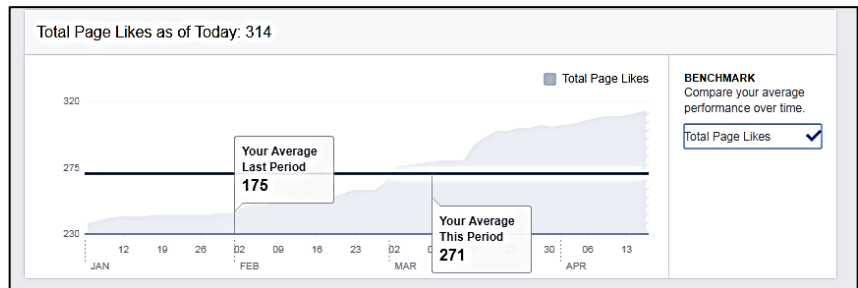 Total Page Likes as of Today: 314
Total Page Likes
BENCHMARK
Compare your average
performance over time.
Total Page Likes
320
275
230
Your Average
Last Period
175
Your Average
This Period
271
12 19 26 02 09 16 23 02 30 06 13
JAN FEB MAR APR